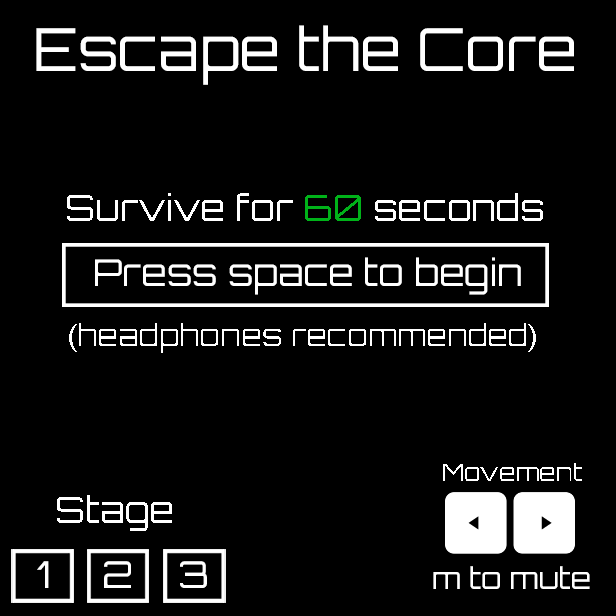 Escape the Core
Survive for 60 seconds
Press space to begin
(headphones recommended)
Movement
Stage
1 2 3
m to mute